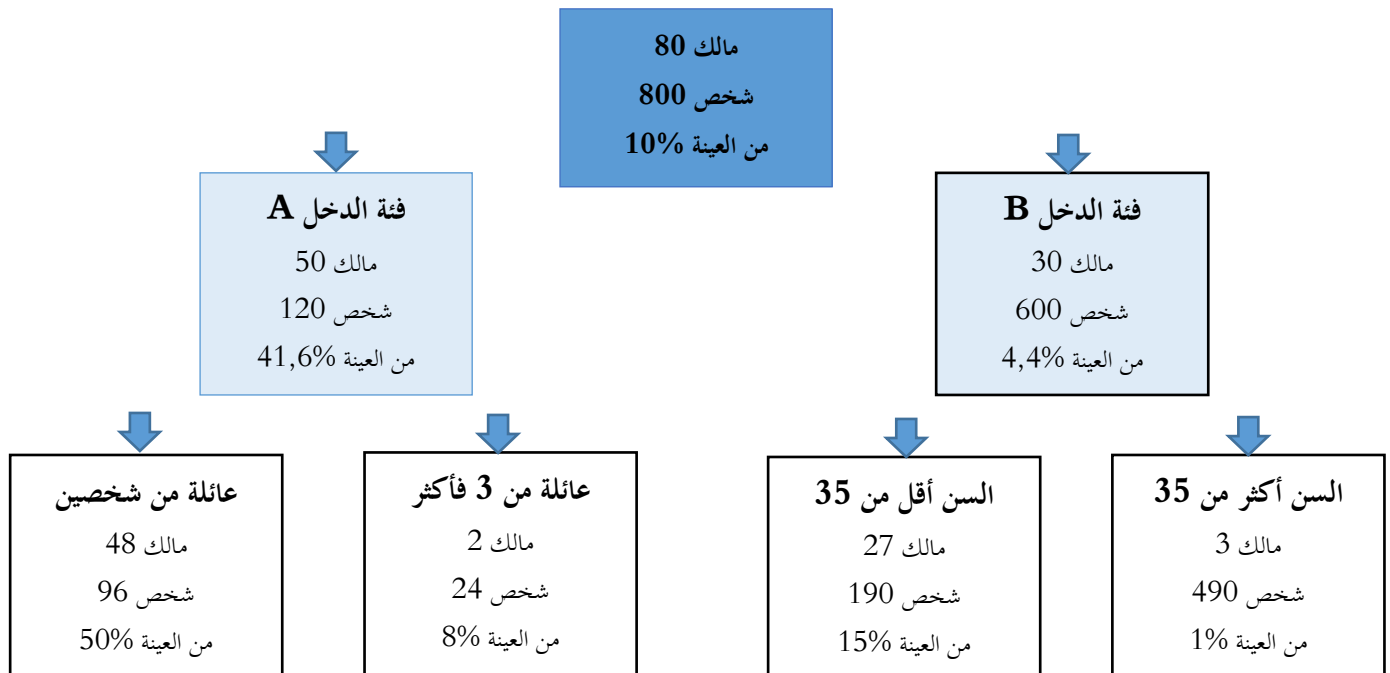 مالك 80
شخص 800
من العينة 10%
فئة الدخل A
مالك 50
شخص 120
من العينة 41,6%
فئة الدخل B
مالك 30
شخص 600
من العينة 4,4%
عائلة من شخصين
مالك 48
شخص 96
من العينة 50%
عائلة من 3 فأكثر
مالك 2
شخص 24
من العينة 8%
السن أقل من 35
مالك 27
شخص 190
من العينة 15%
السن أكثر من 35
مالك 3
شخص 490
من العينة 1%